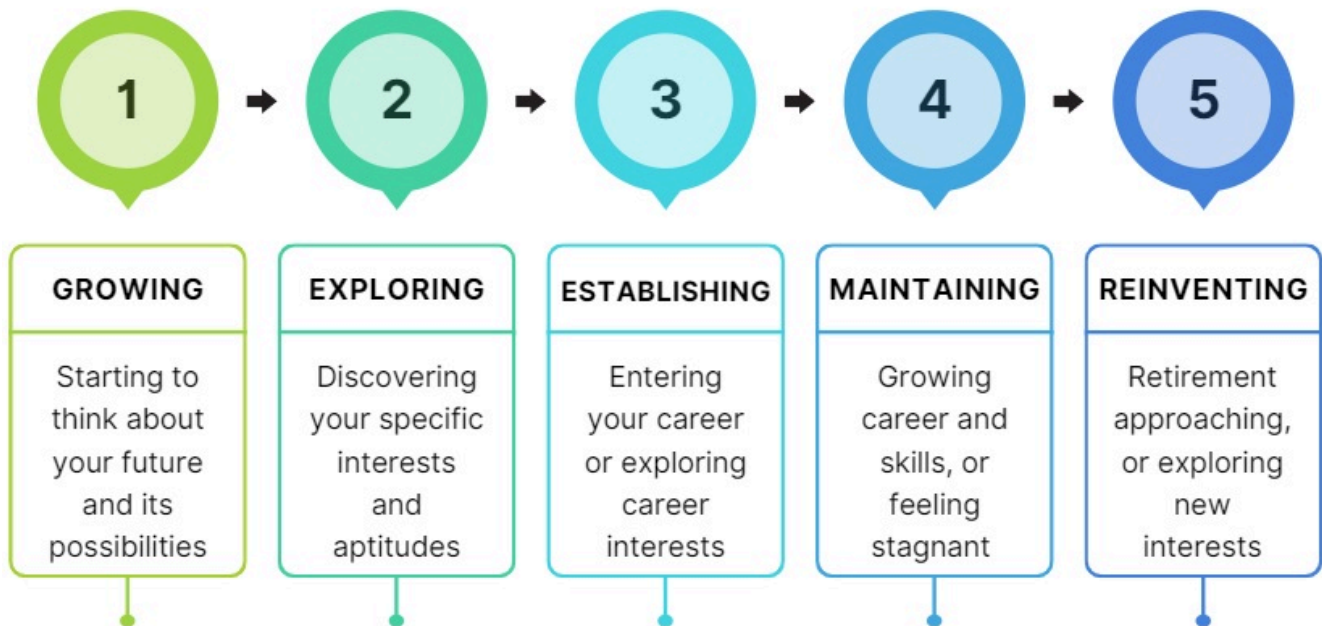 1
2
3
4
5
GROWING
Starting to
think about
your future
and its
possibilities
EXPLORING
Discovering
your specific
interests
and
aptitudes
ESTABLISHING
Entering
your career
or exploring
career
interests
MAINTAINING
Growing
career and
skills, or
feeling
stagnant
REINVENTING
Retirement
approaching,
or exploring
new
interests